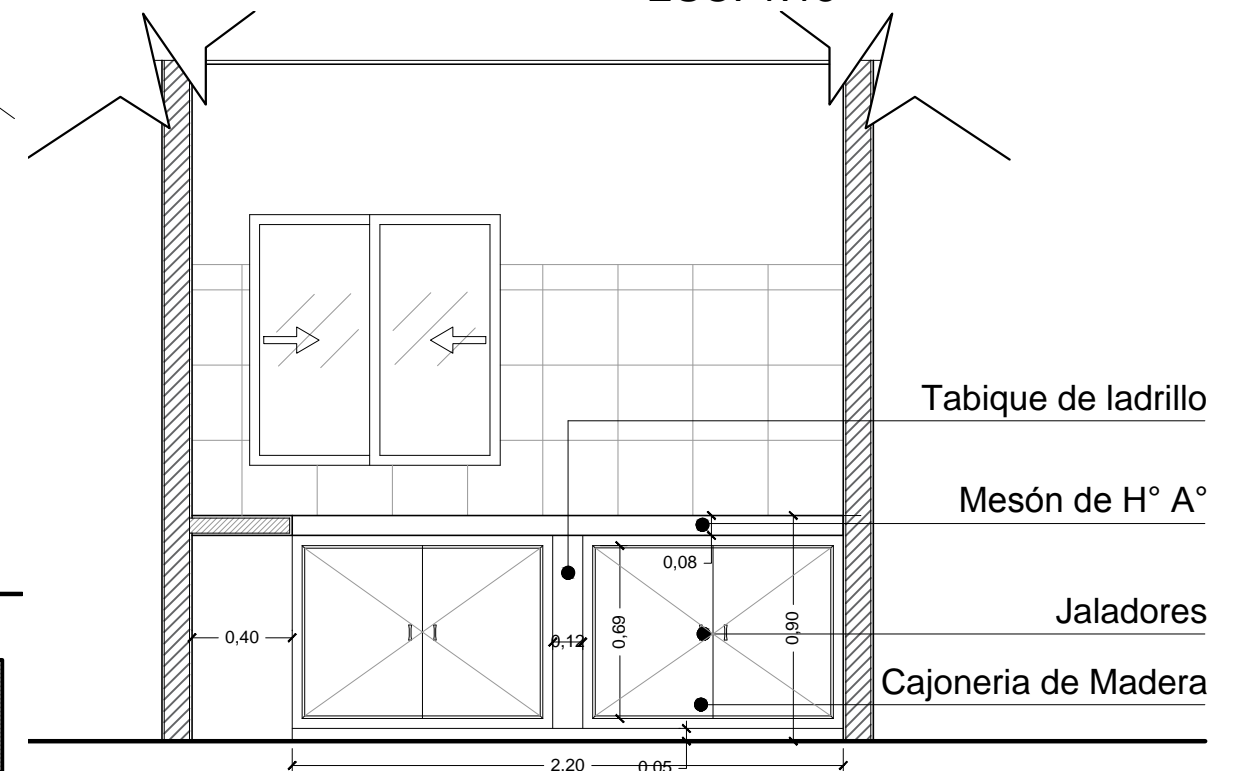 Tabique de ladrillo
Mesón de H° A°
0,08
Jaladores
0,40
0,12
0,69
0,90
Cajoneria de Madera
2,20
0,05